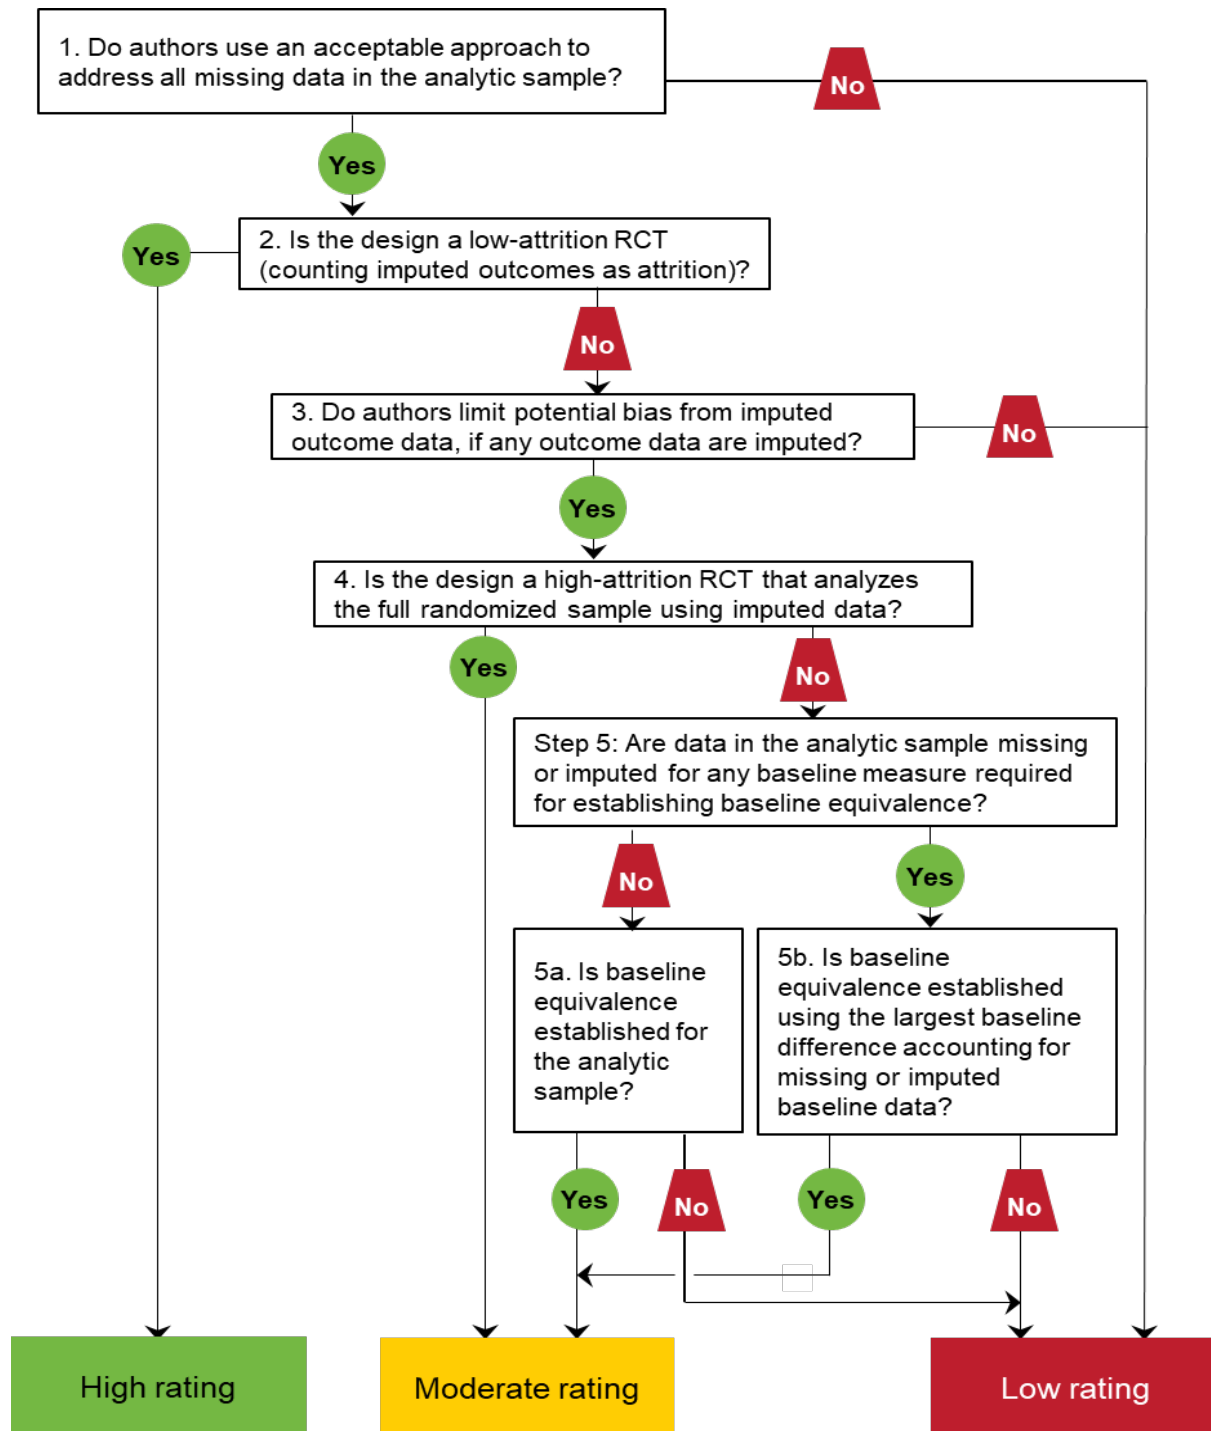 1. Do authors use an acceptable approach to
address all missing data in the analytic sample?
No
Yes
2. Is the design a low-attrition RCT
(counting imputed outcomes as attrition)?
Yes
No
3. Do authors limit potential bias from imputed
outcome data, if any outcome data are imputed?
No
Yes
4. Is the design a high-attrition RCT that analyzes
the full randomized sample using imputed data?
Yes
No
Step 5: Are data in the analytic sample missing
or imputed for any baseline measure required
for establishing baseline equivalence?
No
Yes
5a. Is baseline
equivalence
established for
the analytic
sample?
5b. Is baseline
equivalence established
using the largest baseline
difference accounting for
missing or imputed
baseline data?
Yes
No
Yes
No
High rating
Moderate rating
Low rating